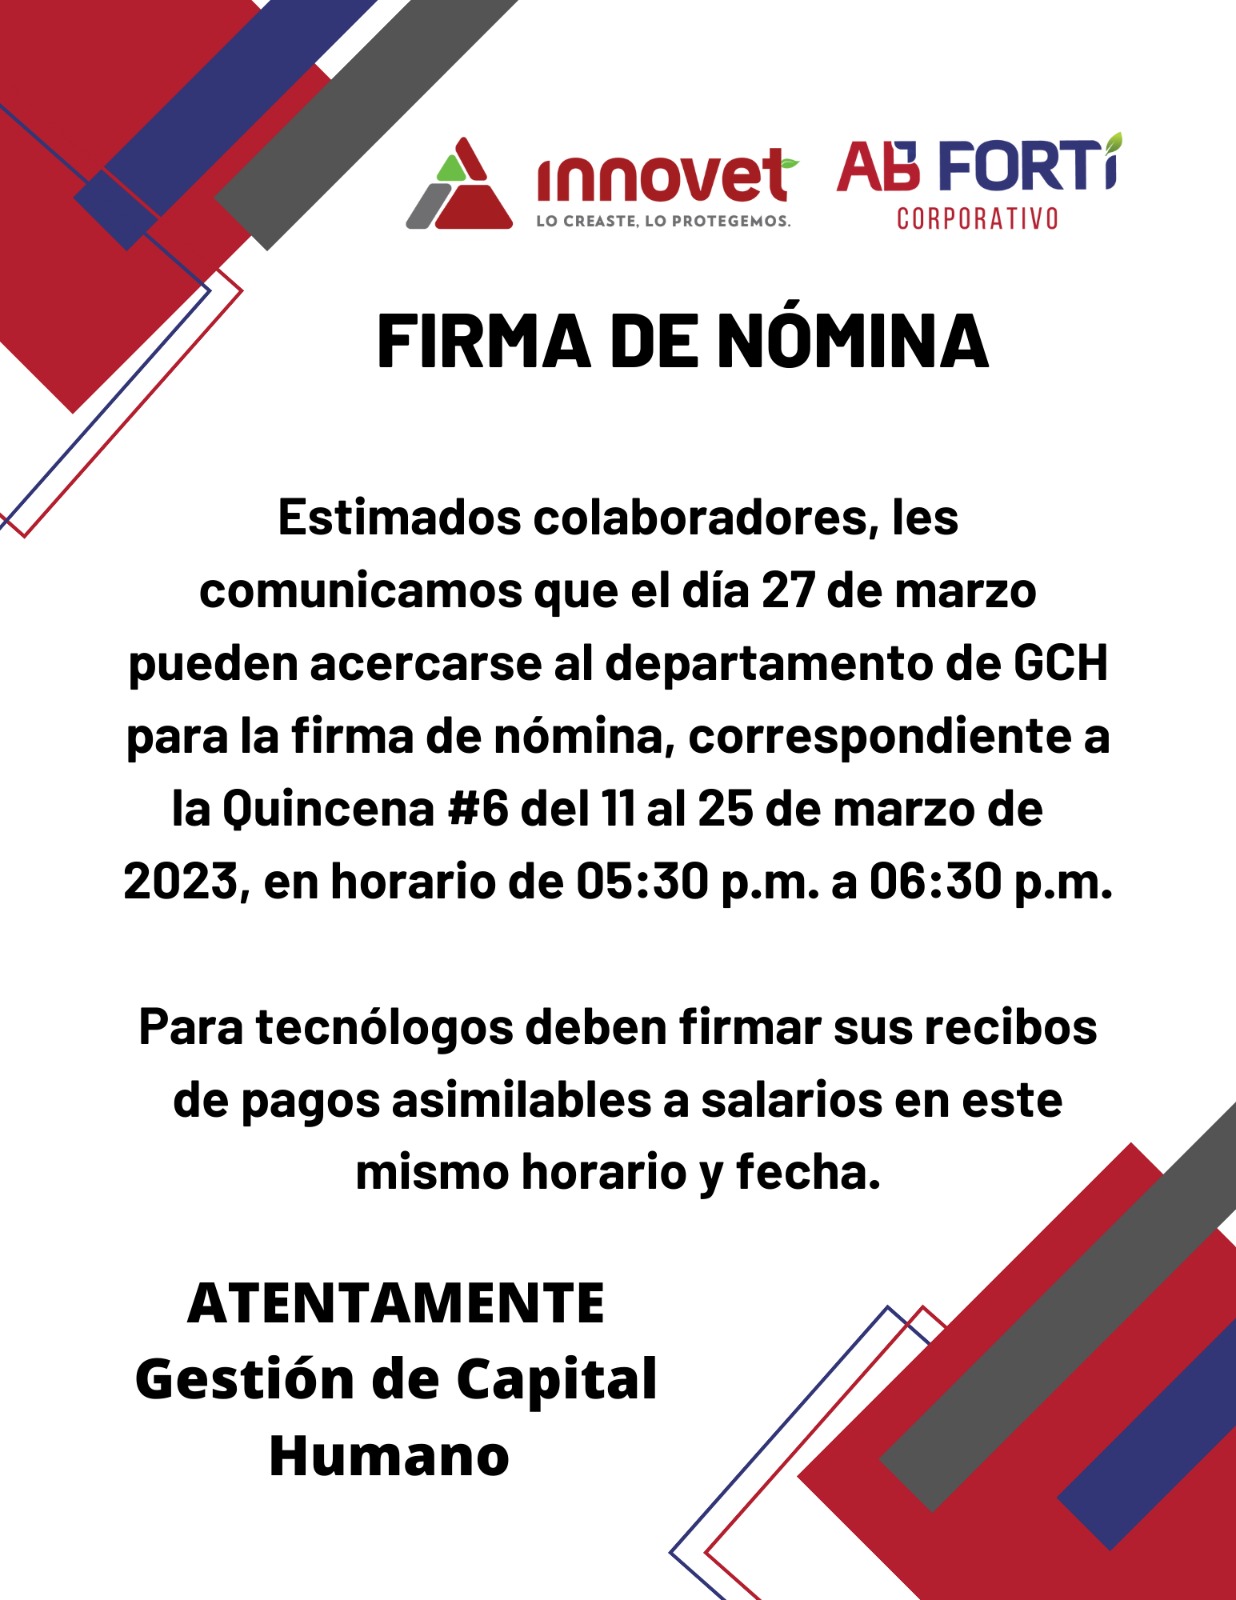 innovet
LO CREASTE, LO PROTEGEMOS.
AB FORTI
CORPORATIVO
FIRMA DE NÓMINA
Estimados colaboradores, les
comunicamos que el día 27 de marzo
pueden acercarse al departamento de GCH
para la firma de nómina, correspondiente a
la Quincena #6 del 11 al 25 de marzo de
2023, en horario de 05:30 p.m. a 06:30 p.m.
Para tecnólogos deben firmar sus recibos
de pagos asimilables a salarios en este
mismo horario y fecha.
ATENTAMENTE
Gestión de Capital
Humano